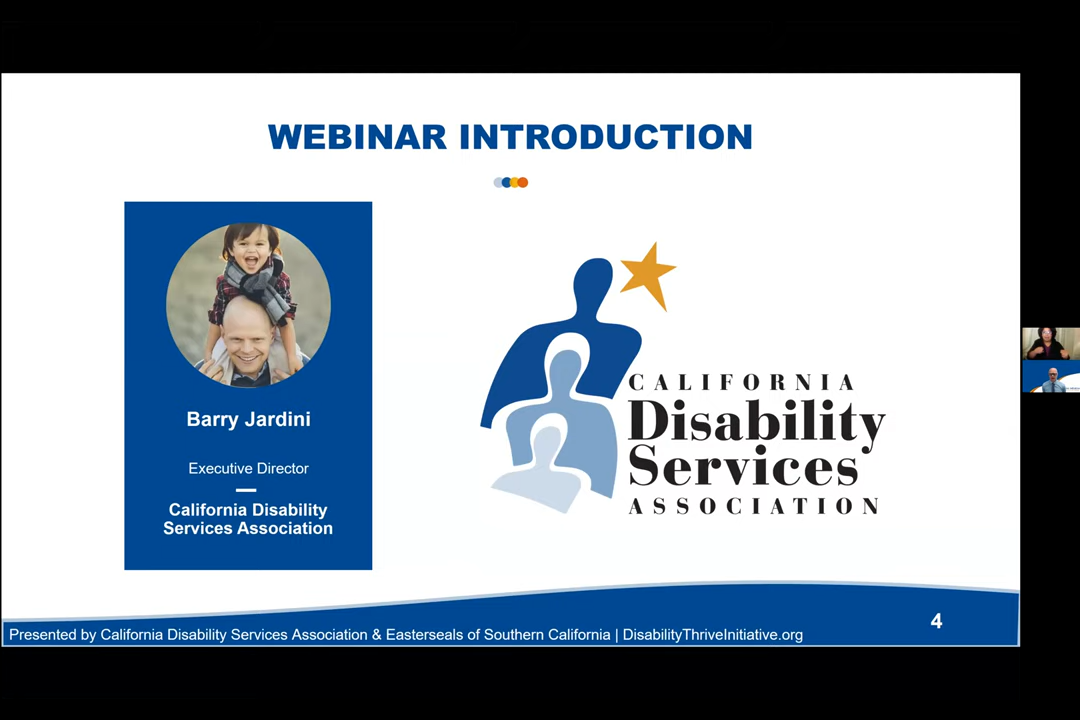 WEBINAR INTRODUCTION
Barry Jardini
Executive Director
California Disability
Services Association
CALIFORNIA
Disability
Services
ASSOCIATION
4
Presented by California Disability Services Association & Easterseals of Southern California | DisabilityThriveInitiative.org